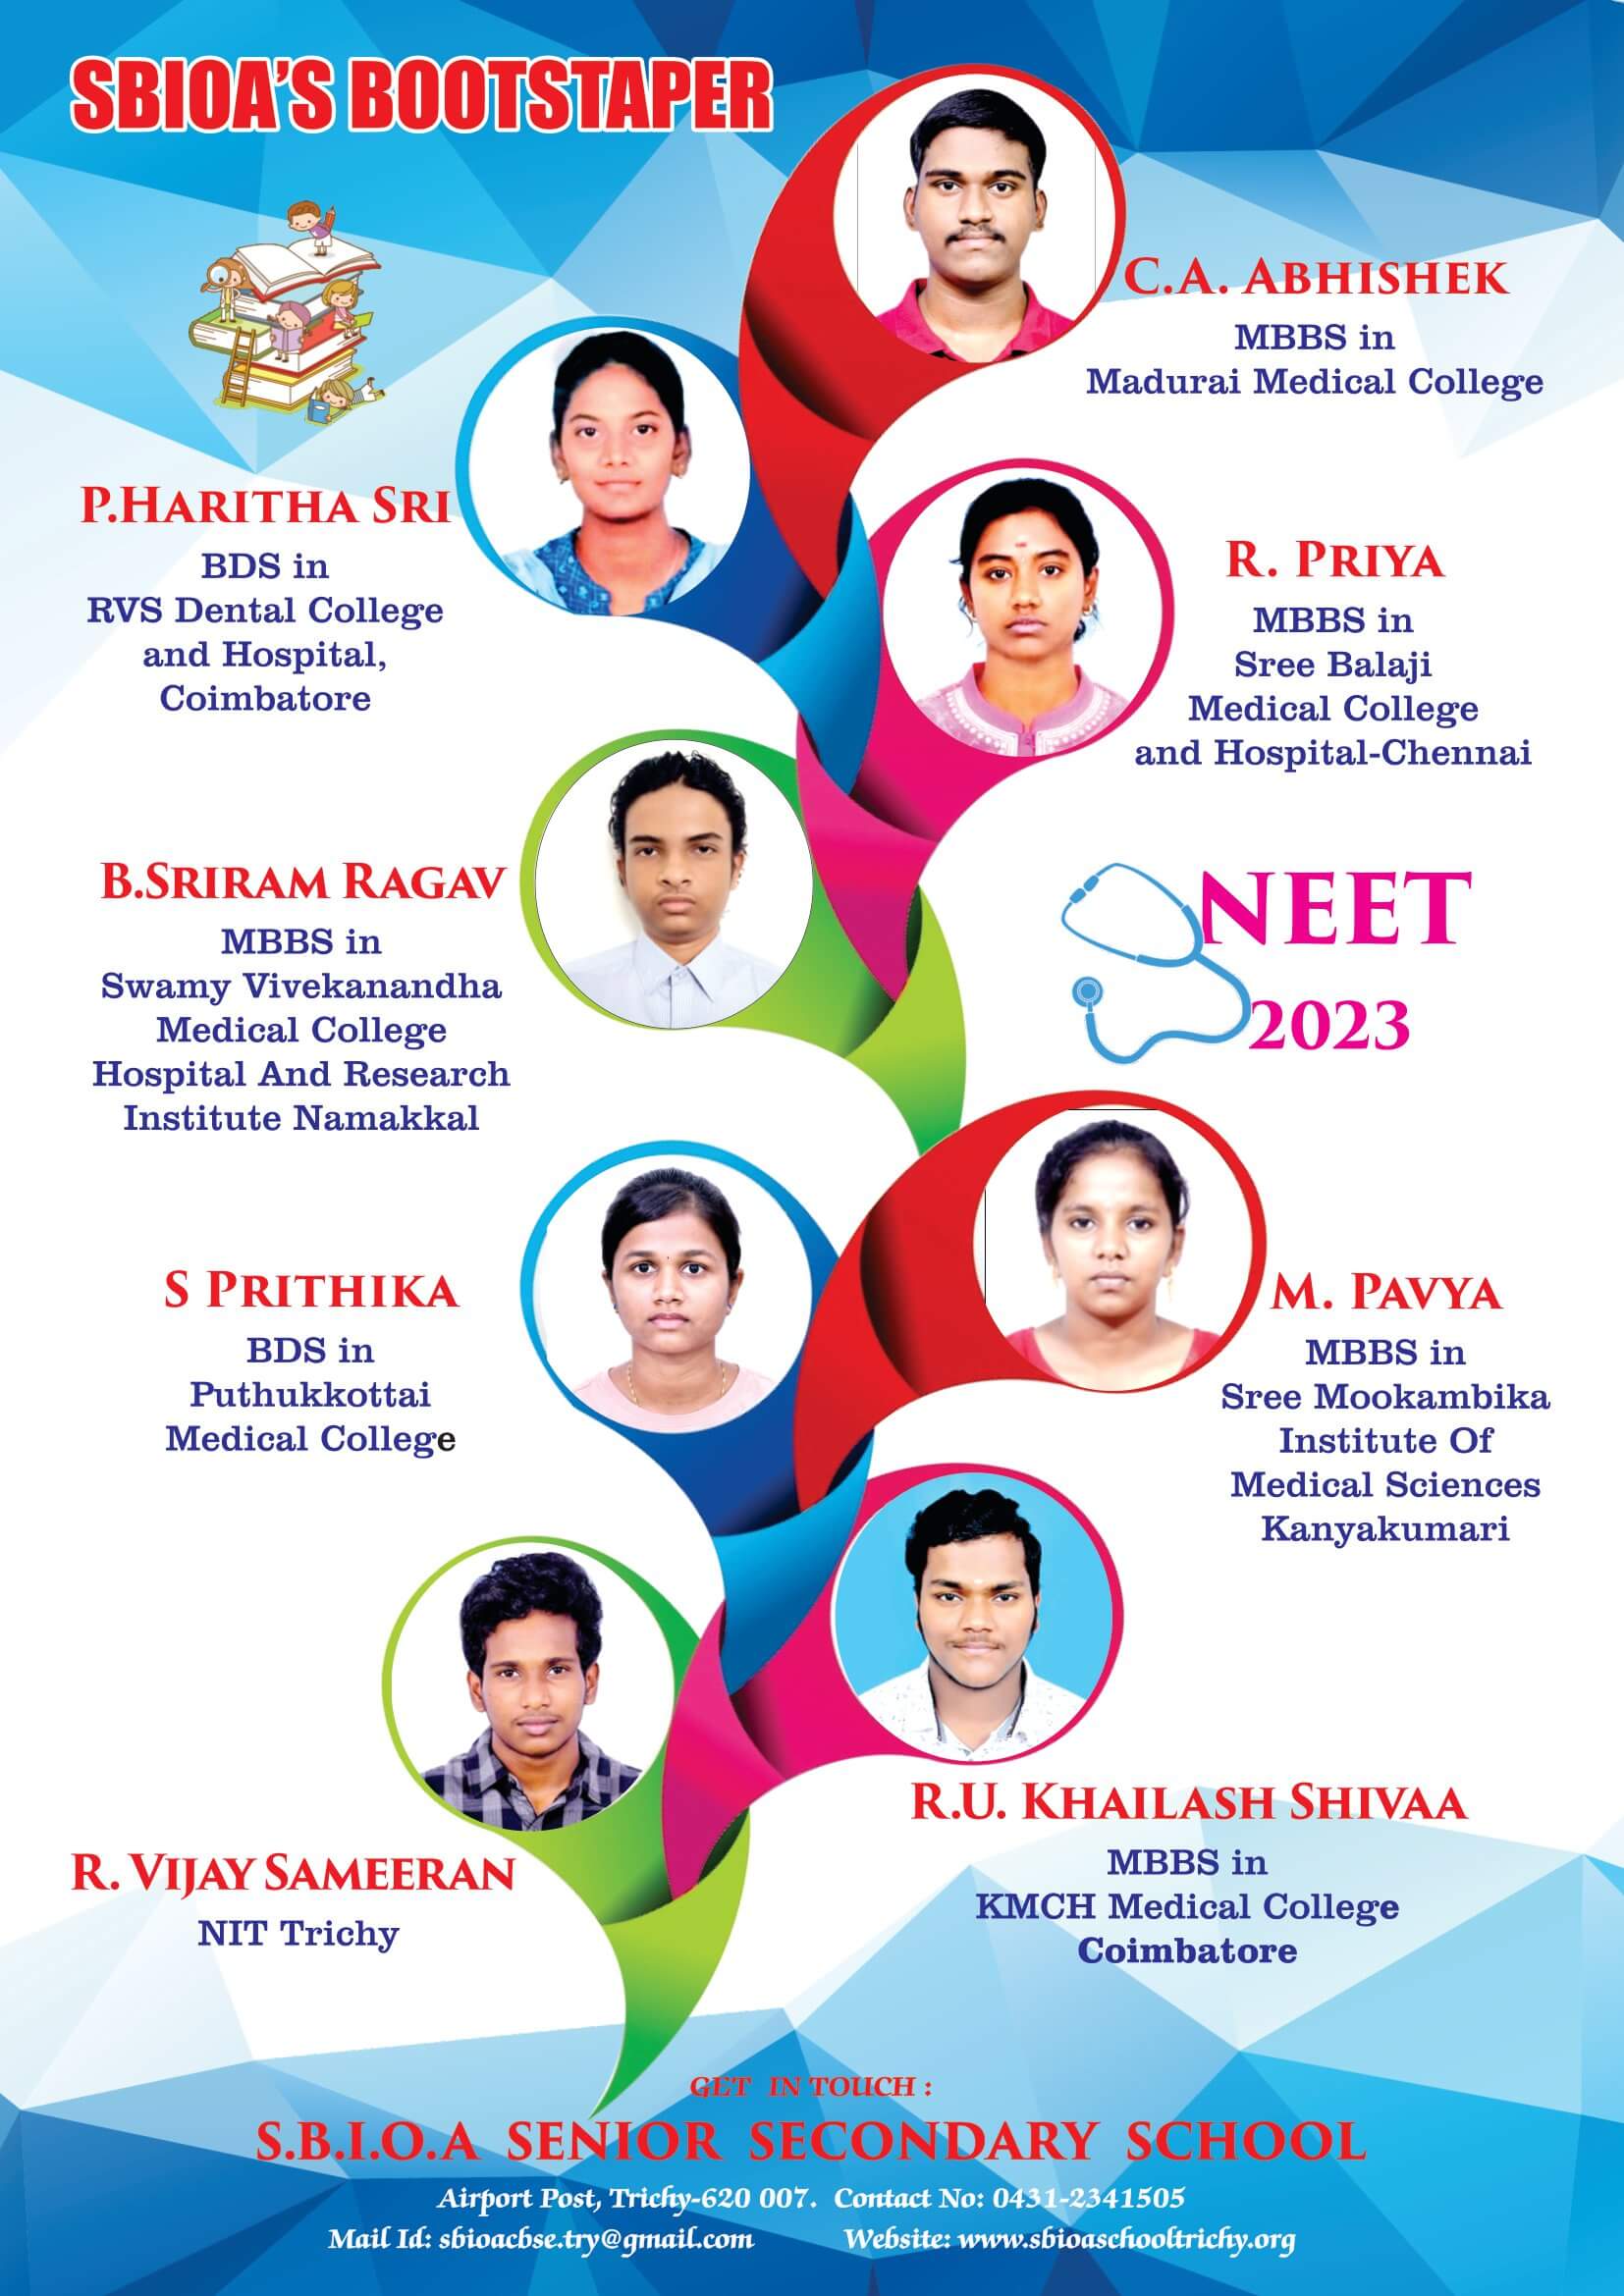 SBIOA'S BOOTSTAPER
C.A. ABHISHEK
MBBS in
Madurai Medical College
P.HARITHA SRI
BDS in
RVS Dental College
and Hospital,
Coimbatore
R. PRIYA
MBBS in
Sree Balaji
Medical College
and Hospital-Chennai
B.SRIRAM RAGAV
MBBS in
Swamy Vivekanandha
Medical College
Hospital And Research
Institute Namakkal
NEET
2023
S PRITHIKA
BDS in
Puthukkottai
Medical College
M. PAVYA
MBBS in
Sree Mookambika
Institute Of
Medical Sciences
Kanyakumari
R. VIJAY SAMEERAN
NIT Trichy
R.U. KHAILASH SHIVAA
MBBS in
KMCH Medical College
Coimbatore
GET IN TOUCH :
S.B.I.O.A SENIOR SECONDARY SCHOOL
Airport Post, Trichy-620 007. Contact No: 0431-2341505
Mail Id: sbioacbse.try@gmail.com Website: www.sbioaschooltrichy.org